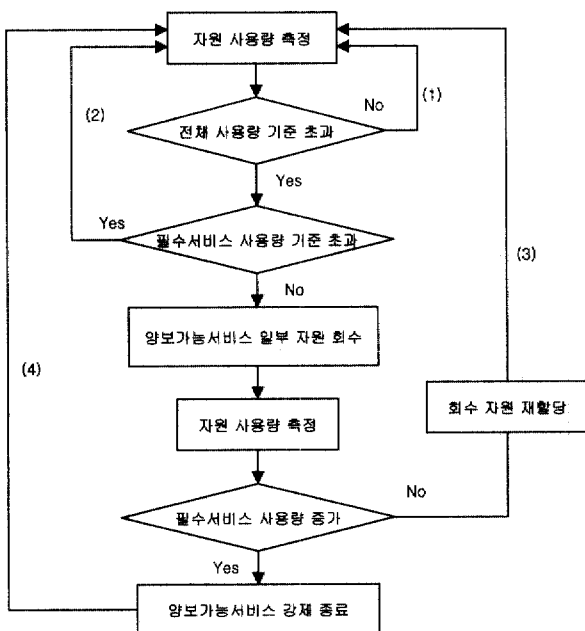 자원 사용량 측정
No
(1)
(2)
전체 사용량 기준 초과
Yes
Yes
필수서비스 사용량 기준 초과
(3)
No
양보가능서비스 일부 자원 회수
(4)
회수 자원 재할당
자원 사용량 측정
No
필수서비스 사용량 증가
Yes
양보가능서비스 강제 종료